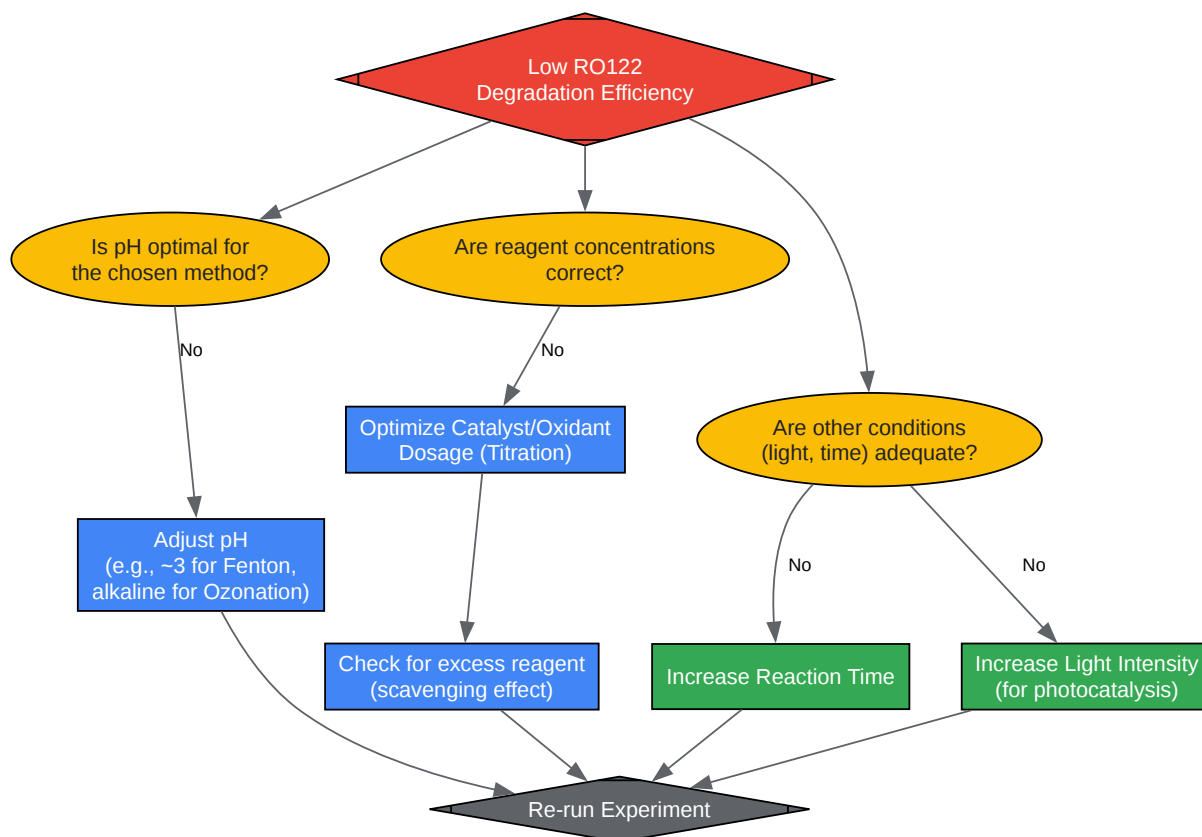 Low RO122
Degradation Efficiency
Is pH optimal for
the chosen method?
Are reagent concentrations
correct?
No
No
Optimize Catalyst/Oxidant
Dosage (Titration)
Are other conditions
(light, time) adequate?
Adjust pH
(e.g., ~3 for Fenton,
alkaline for Ozonation)
No
No
Check for excess reagent
(scavenging effect)
Increase Reaction Time
Increase Light Intensity
(for photocatalysis)
Re-run Experiment